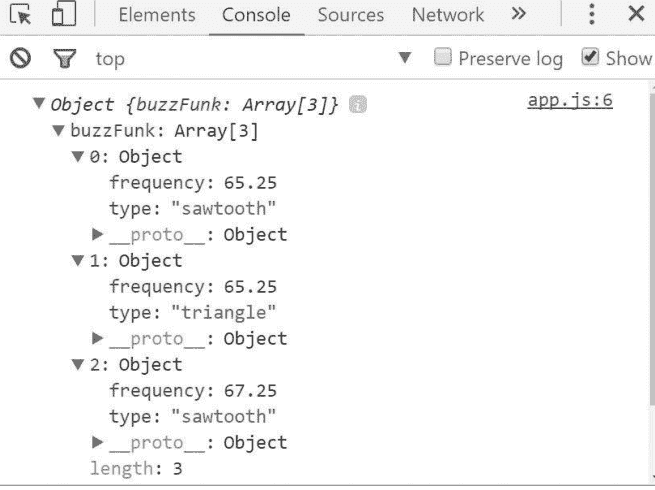 Elements Console Sources Network »
top Preserve log Show
Object {buzzFunk: Array[3]} i app.js:6
buzzFunk: Array[3]
0: Object
frequency: 65.25
type: "sawtooth"
__proto__: Object
1: Object
frequency: 65.25
type: "triangle"
__proto__: Object
2: Object
frequency: 67.25
type: "sawtooth"
__proto__: Object
length: 3